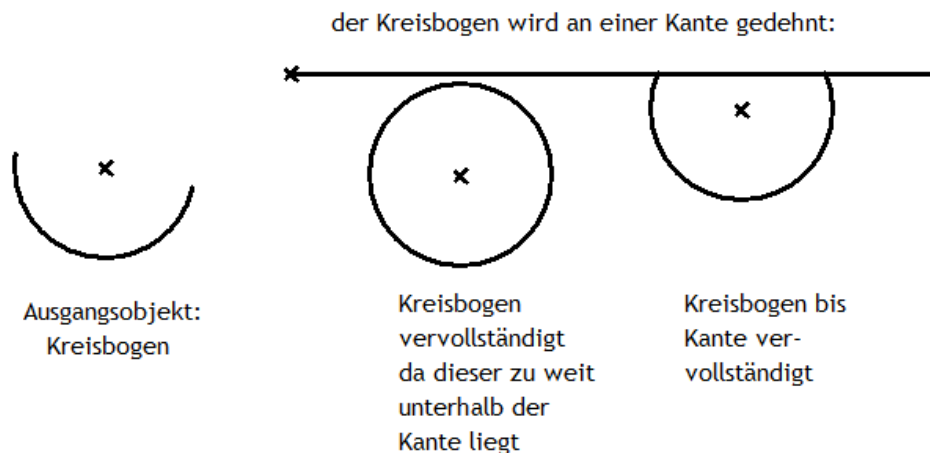 der Kreisbogen wird an einer Kante gedehnt:
Ausgangsobjekt:
Kreisbogen
Kreisbogen
vervollständigt
da dieser zu weit
unterhalb der
Kante liegt
Kreisbogen bis
Kante ver-
vollständigt